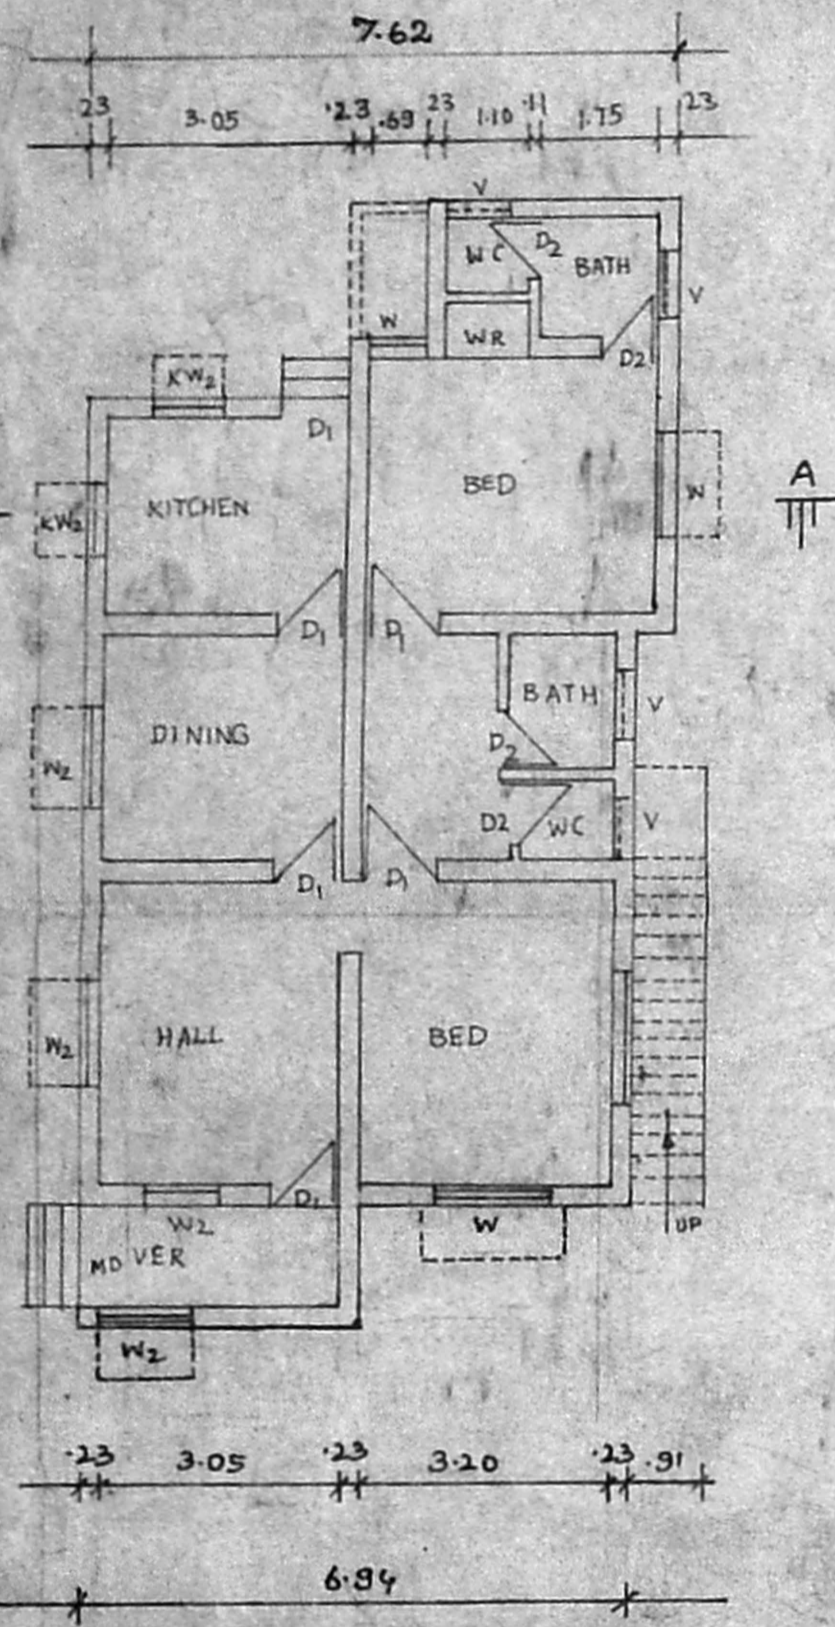 7.62
23 3.05 .23 .69 23 1.10 .11 1.75 23
V
WC D2 BATH
V
W WR D2
KW2
D1
BED W A
KITCHEN
KW2
D1 D1
BATH V
DINING D2
W2
D2 WC V
D1 D1
HALL BED
W2
D1
W2 W UP
MD VER
W2
.23 3.05 .23 3.20 .23 .91
6.94